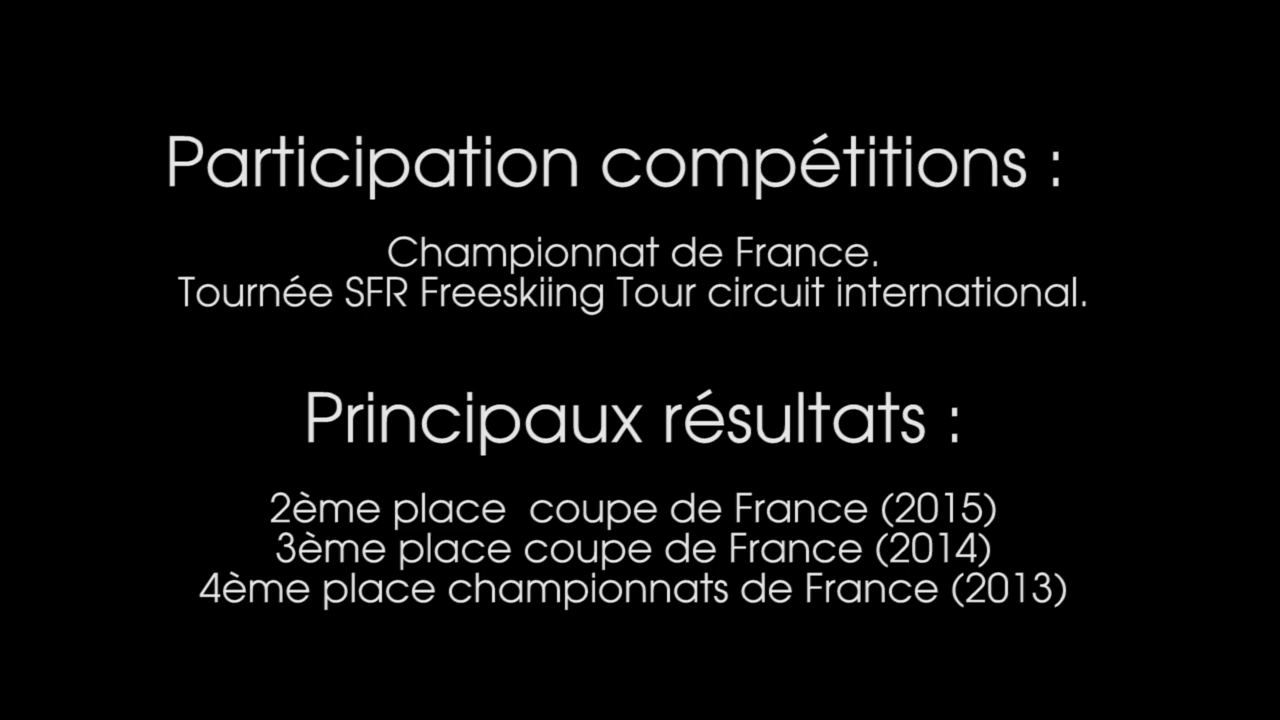 Participation compétitions :
Championnat de France.
Tournée SFR Freeskiing Tour circuit international.
Principaux résultats :
2ème place  coupe de France (2015)
3ème place coupe de France (2014)
4ème place championnats de France (2013)